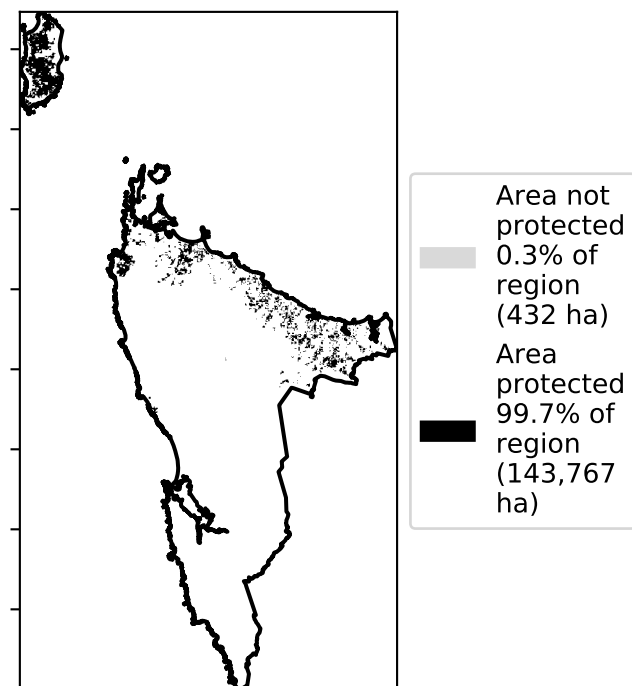 Area not
protected
0.3% of
region
(432 ha)
Area
protected
99.7% of
region
(143,767
ha)